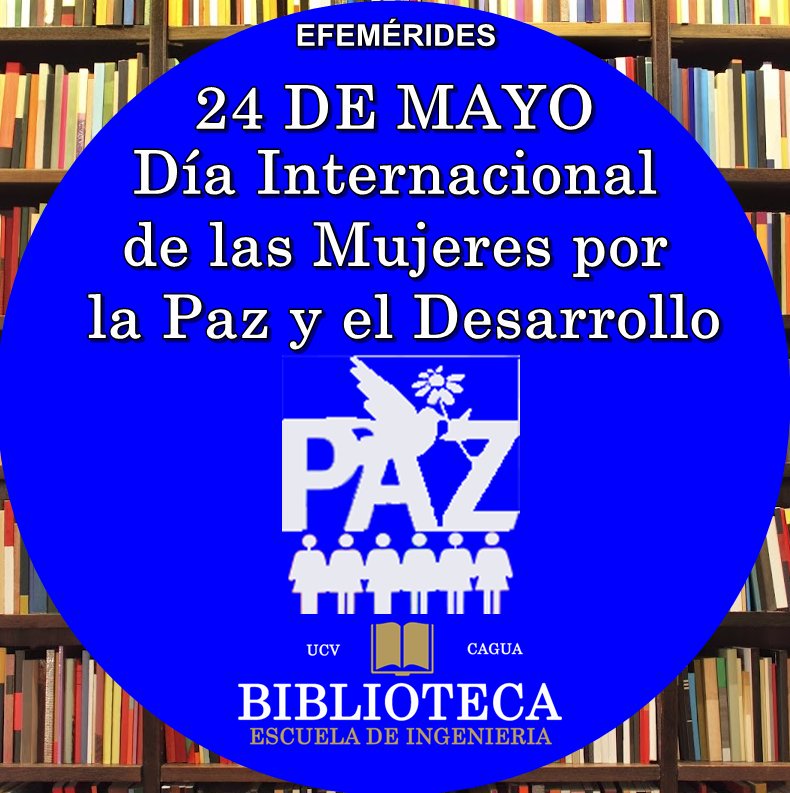 EFEMÉRIDES
24 DE MAYO
Día Internacional
de las Mujeres por
la Paz y el Desarrollo
PAZ
UCV CAGUA
BIBLIOTECA
ESCUELA DE INGENIERIA